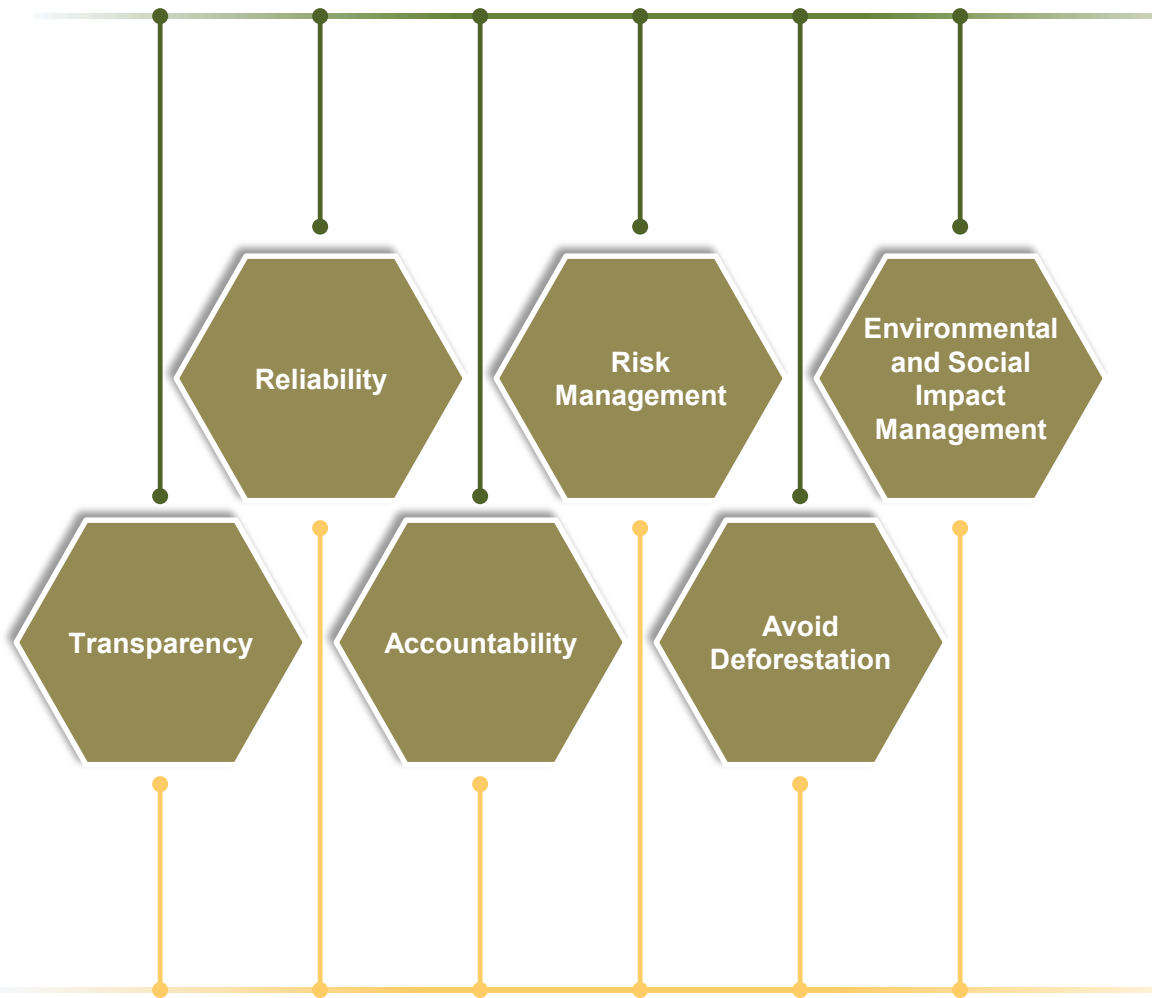 Reliability
Risk
Management
Environmental
and Social
Impact
Management
Transparency
Accountability
Avoid
Deforestation